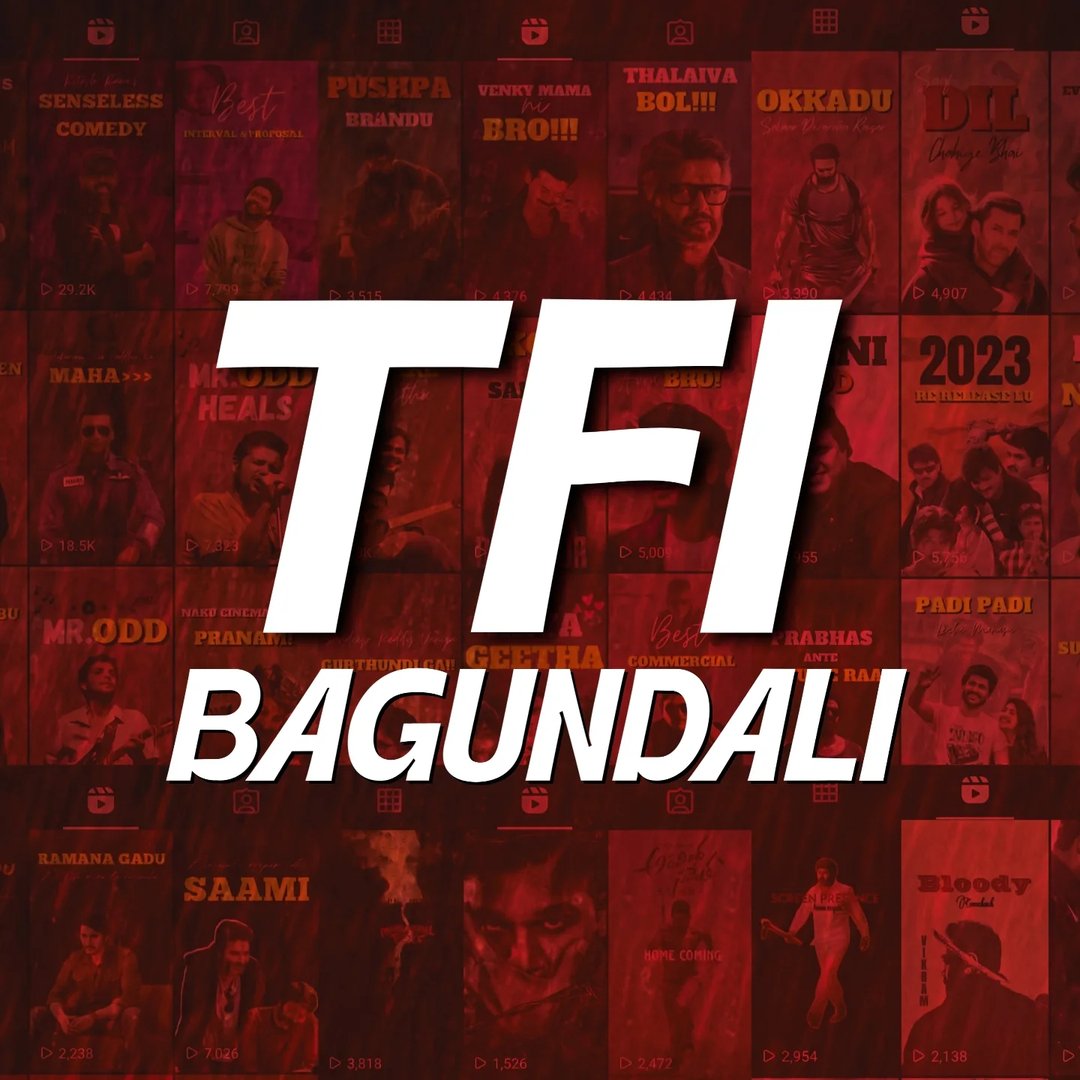 SENSELESS
COMEDY
29.2K
Best
INTERVAL & PROPOSAL
7,799
PUSHPA
BRANDU
3,515
VENKY MAMA
ni
BRO!!!
4,376
THALAIVA
BOL!!!
4,434
OKKADU
3,390
DIL
Chahiye Bhai
4,907
MAHA>>>
18.5K
MR.ODD
HEALS
7,323
BRO!
5,009
2023
RE RELEASE LU
5,756
TFI
BAGUNDALI
MR.ODD
NAKU CINEMA
PRANAM!
GURTHUNDI GA!!
GEETHA
Best
COMMERCIAL
PRABHAS
ANTE
PADI PADI
RAMANA GADU
2,238
SAAMI
7,026
3,818
1,526
HOME COMING
2,472
SCREEN PRESENCE
2,954
Bloody
VIKRAM
2,138